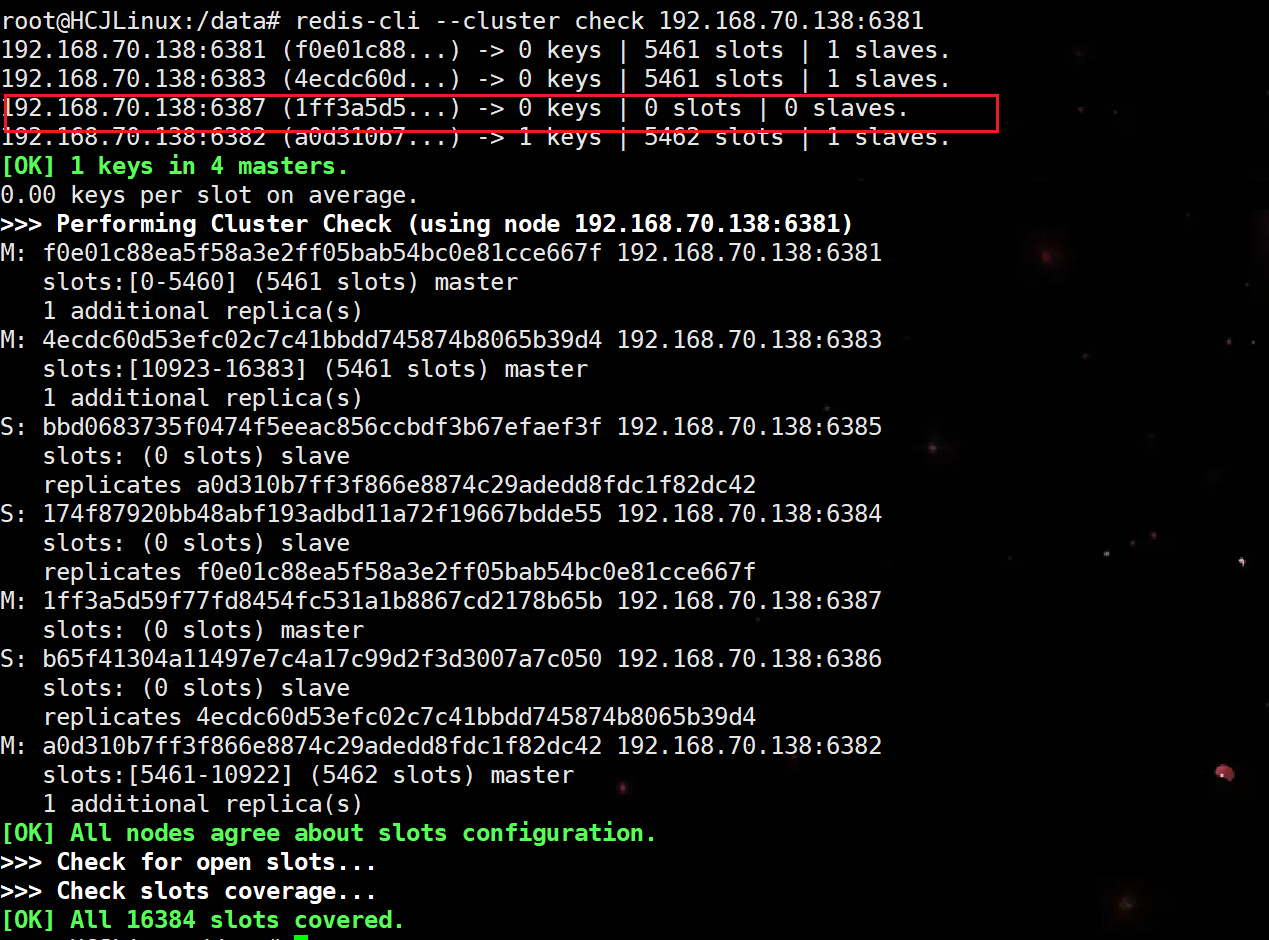 root@HCJLinux:/data# redis-cli --cluster check 192.168.70.138:6381
192.168.70.138:6381 (f0e01c88...) -> 0 keys | 5461 slots | 1 slaves.
192.168.70.138:6383 (4ecdc60d...) -> 0 keys | 5461 slots | 1 slaves.
192.168.70.138:6387 (1ff3a5d5...) -> 0 keys | 0 slots | 0 slaves.
192.168.70.138:6382 (a0d310b7...) -> 1 keys | 5462 slots | 1 slaves.
[OK] 1 keys in 4 masters.
0.00 keys per slot on average.
>>> Performing Cluster Check (using node 192.168.70.138:6381)
M: f0e01c88ea5f58a3e2ff05bab54bc0e81cce667f 192.168.70.138:6381
   slots:[0-5460] (5461 slots) master
   1 additional replica(s)
M: 4ecdc60d53efc02c7c41bbdd745874b8065b39d4 192.168.70.138:6383
   slots:[10923-16383] (5461 slots) master
   1 additional replica(s)
S: bbd0683735f0474f5eeac856ccbdf3b67efaef3f 192.168.70.138:6385
   slots: (0 slots) slave
   replicates a0d310b7ff3f866e8874c29adedd8fdc1f82dc42
S: 174f87920bb48abf193adbd11a72f19667bdde55 192.168.70.138:6384
   slots: (0 slots) slave
   replicates f0e01c88ea5f58a3e2ff05bab54bc0e81cce667f
M: 1ff3a5d59f77fd8454fc531a1b8867cd2178b65b 192.168.70.138:6387
   slots: (0 slots) master
S: b65f41304a11497e7c4a17c99d2f3d3007a7c050 192.168.70.138:6386
   slots: (0 slots) slave
   replicates 4ecdc60d53efc02c7c41bbdd745874b8065b39d4
M: a0d310b7ff3f866e8874c29adedd8fdc1f82dc42 192.168.70.138:6382
   slots:[5461-10922] (5462 slots) master
   1 additional replica(s)
[OK] All nodes agree about slots configuration.
>>> Check for open slots...
>>> Check slots coverage...
[OK] All 16384 slots covered.